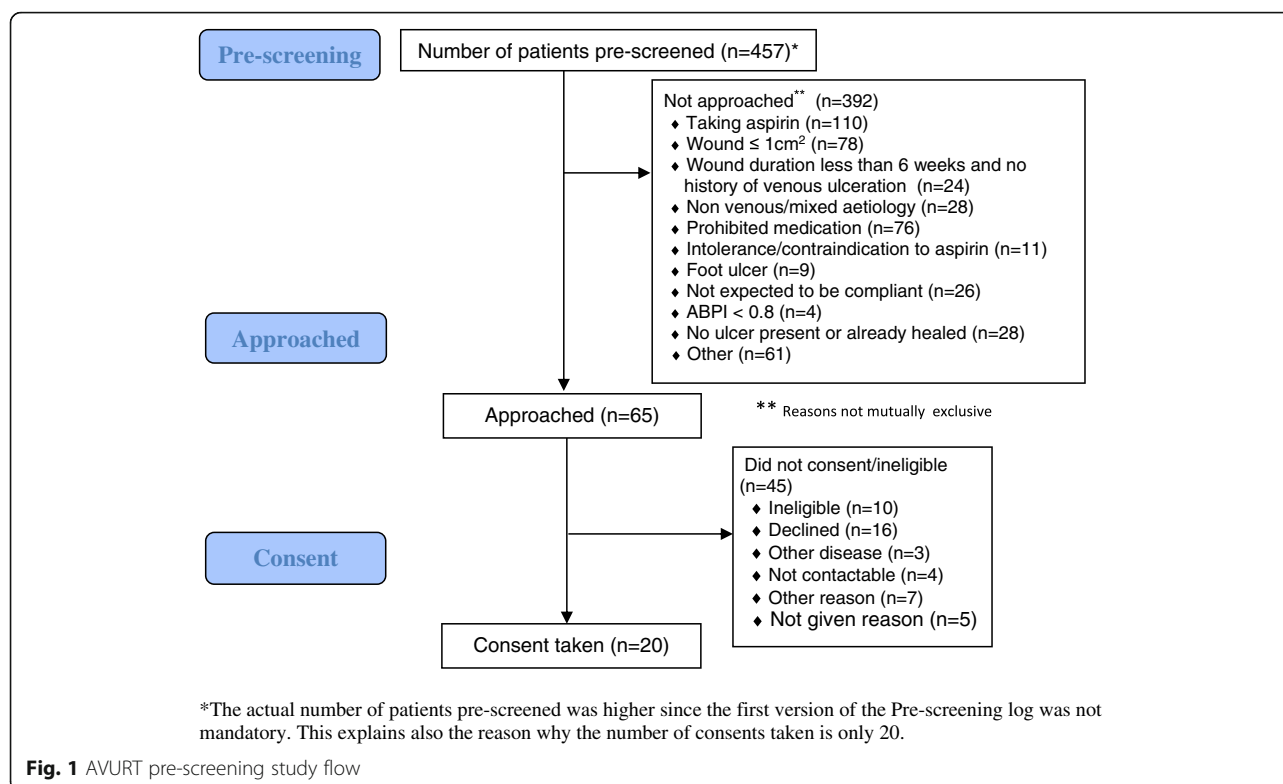 Pre-screening
Number of patients pre-screened (n=457)*
Not approached** (n=392)
♦ Taking aspirin (n=110)
♦ Wound ≤ 1cm² (n=78)
♦ Wound duration less than 6 weeks and no
history of venous ulceration (n=24)
♦ Non venous/mixed aetiology (n=28)
♦ Prohibited medication (n=76)
♦ Intolerance/contraindication to aspirin (n=11)
♦ Foot ulcer (n=9)
♦ Not expected to be compliant (n=26)
♦ ABPI < 0.8 (n=4)
♦ No ulcer present or already healed (n=28)
♦ Other (n=61)
Approached
Approached (n=65)
** Reasons not mutually exclusive
Did not consent/ineligible
(n=45)
♦ Ineligible (n=10)
♦ Declined (n=16)
♦ Other disease (n=3)
♦ Not contactable (n=4)
♦ Other reason (n=7)
♦ Not given reason (n=5)
Consent
Consent taken (n=20)
*The actual number of patients pre-screened was higher since the first version of the Pre-screening log was not
mandatory. This explains also the reason why the number of consents taken is only 20.
Fig. 1 AVURT pre-screening study flow